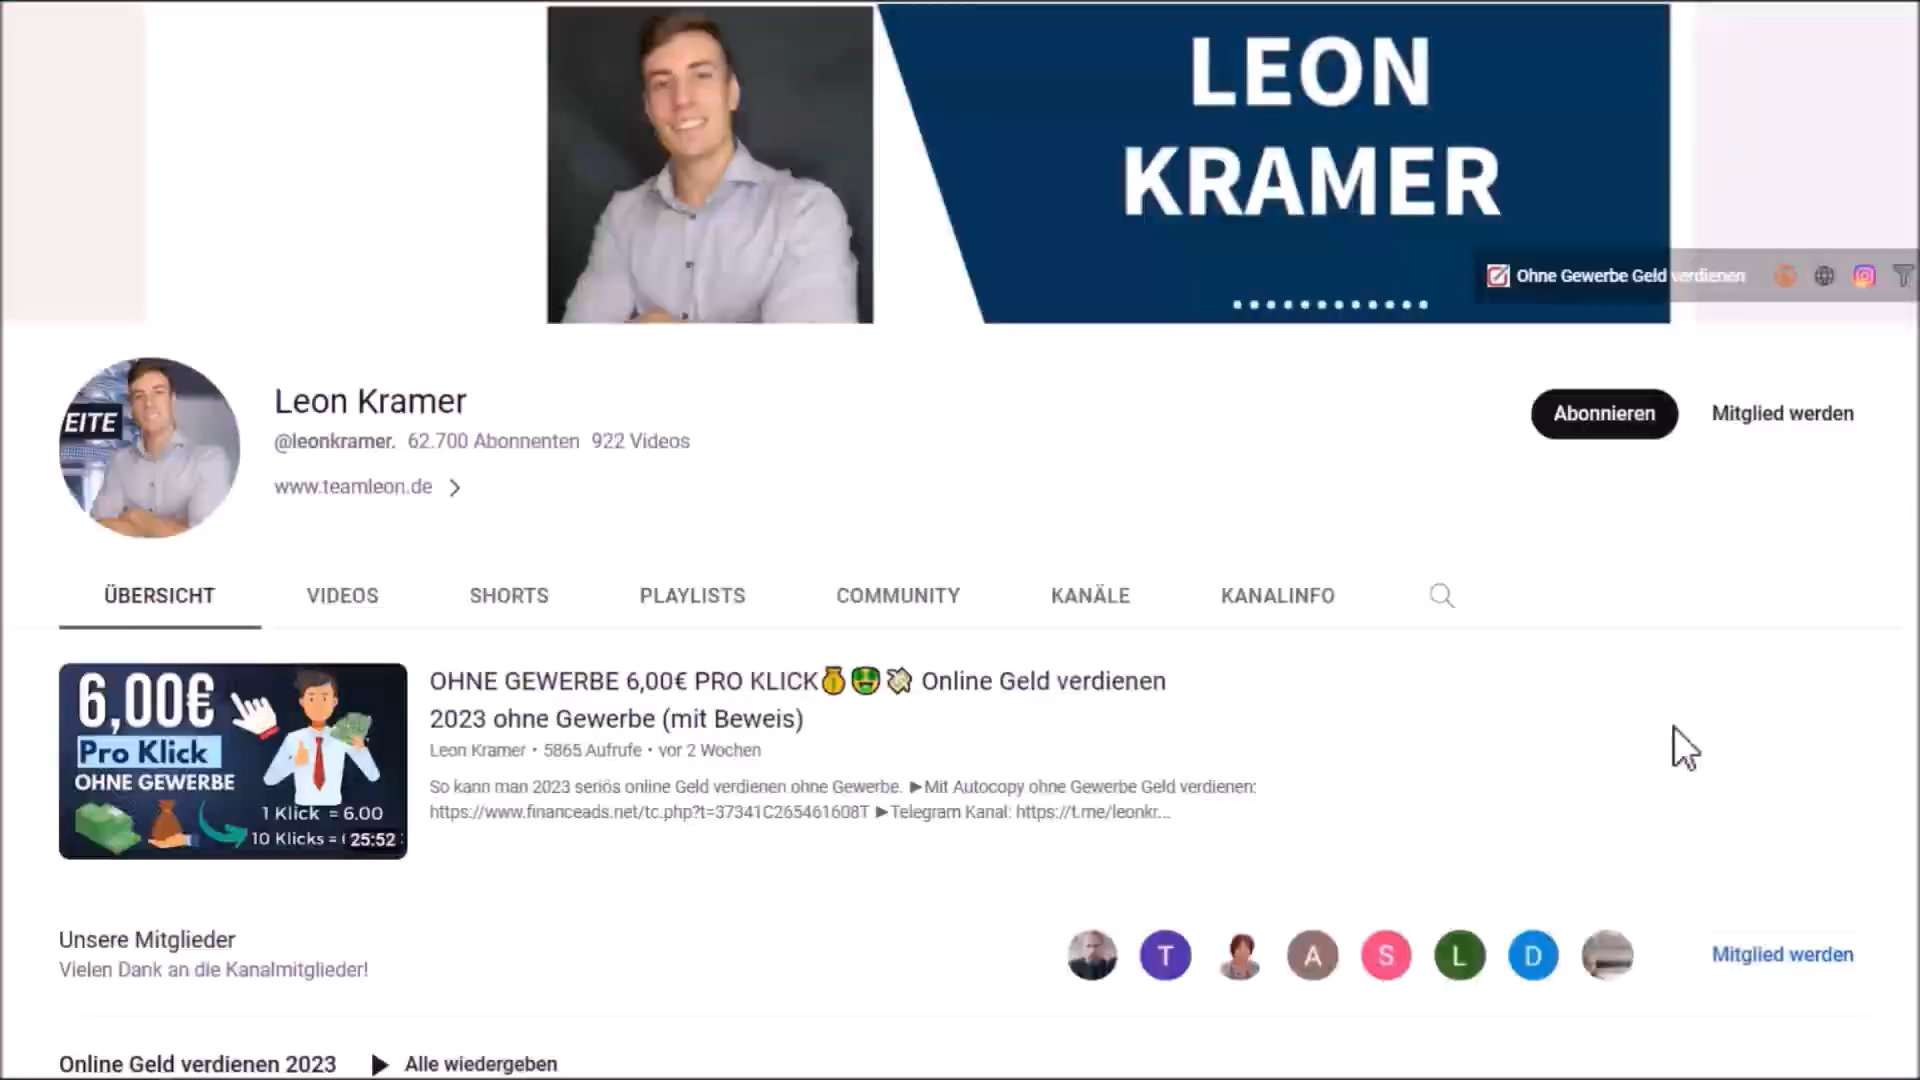 LEON
KRAMER
Ohne Gewerbe Geld verdienen
EITE
Leon Kramer
@leonkramer. 62.700 Abonnenten 922 Videos
www.teamleon.de
Abonnieren
Mitglied werden
ÜBERSICHT VIDEOS SHORTS PLAYLISTS COMMUNITY KANÄLE KANALINFO
6,00€
Pro Klick
OHNE GEWERBE
1 Klick = 6.00
10 Klicks =
25:52
OHNE GEWERBE 6,00€ PRO KLICK🥇🤑💸 Online Geld verdienen
2023 ohne Gewerbe (mit Beweis)
Leon Kramer • 5865 Aufrufe • vor 2 Wochen
So kann man 2023 seriös online Geld verdienen ohne Gewerbe. ►Mit Autocopy ohne Gewerbe Geld verdienen:
https://www.financeads.net/tc.php?t=37341C265461608T ►Telegram Kanal: https://t.me/leonkr...
Unsere Mitglieder
Vielen Dank an die Kanalmitglieder!
T A S L D
Mitglied werden
Online Geld verdienen 2023 ▶ Alle wiedergeben